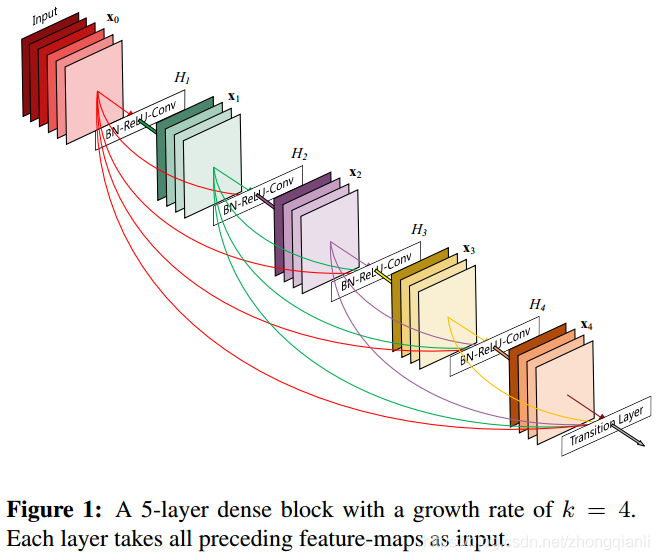 Input
x₀
H₁
BN-ReLU-Conv
x₁
H₂
BN-ReLU-Conv
x₂
H₃
BN-ReLU-Conv
x₃
H₄
BN-ReLU-Conv
x₄
Transition Layer
Figure 1: A 5-layer dense block with a growth rate of k = 4.
Each layer takes all preceding feature-maps as input.
csdn.net/zhongqianli